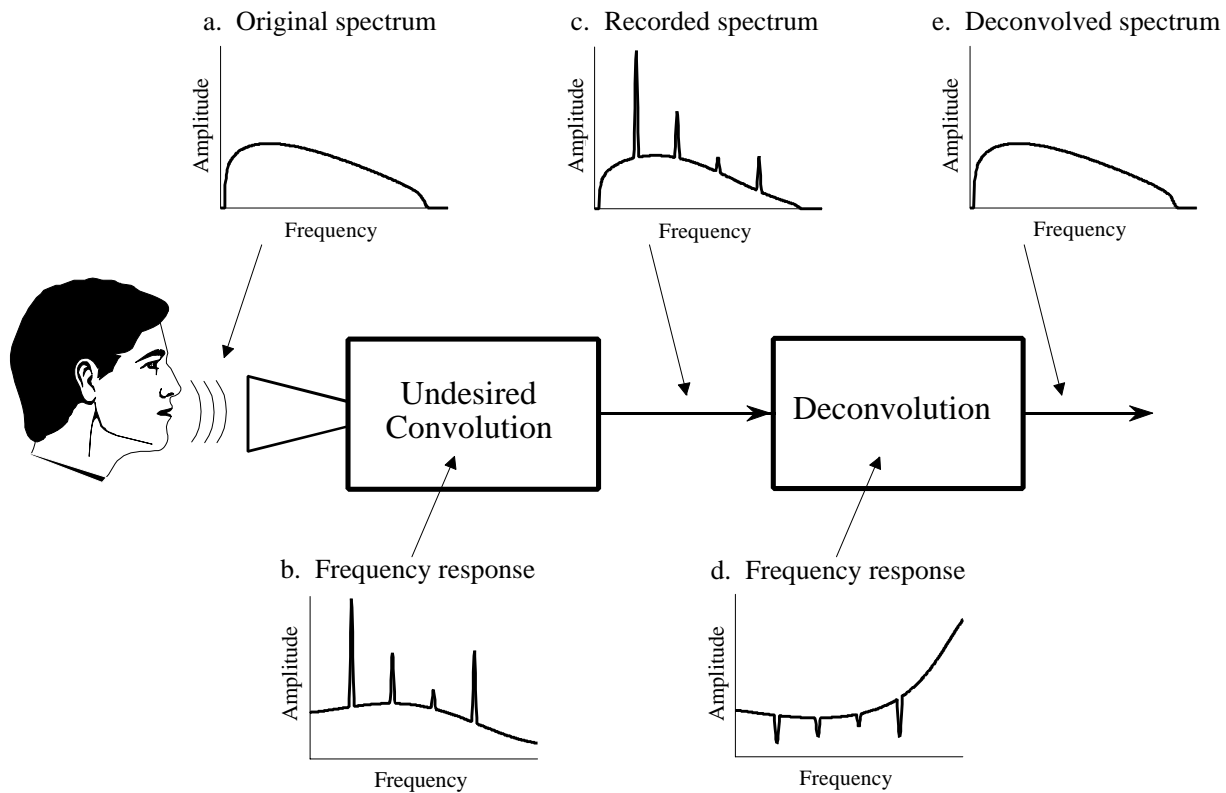 a. Original spectrum
Amplitude
Frequency
c. Recorded spectrum
Amplitude
Frequency
e. Deconvolved spectrum
Amplitude
Frequency
Undesired
Convolution
Deconvolution
b. Frequency response
Amplitude
Frequency
d. Frequency response
Amplitude
Frequency